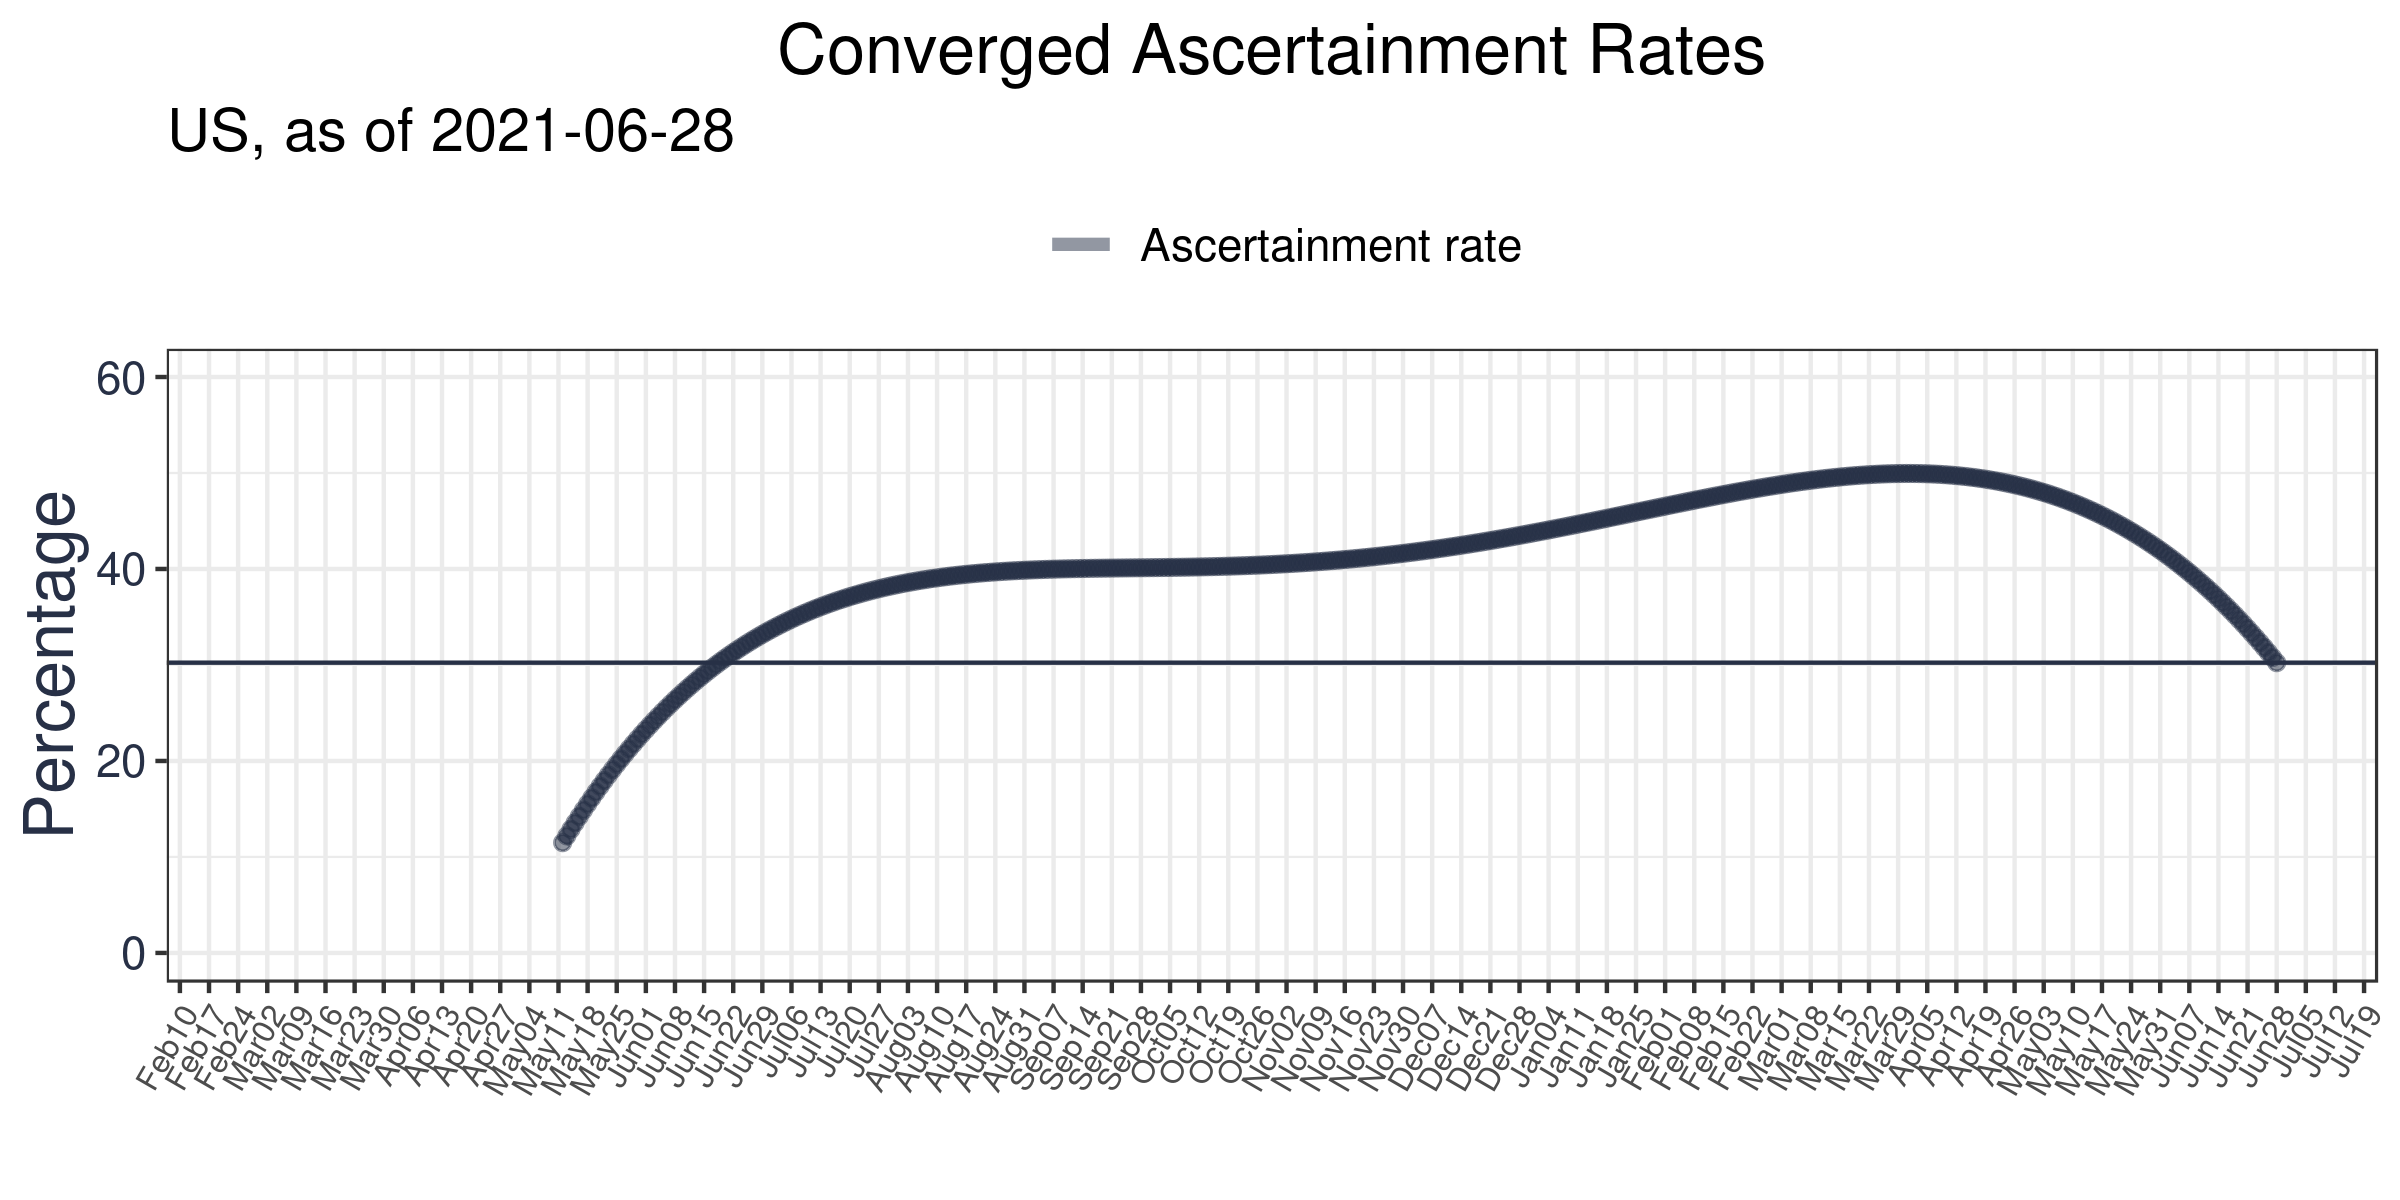 Converged Ascertainment Rates
US, as of 2021-06-28
Ascertainment rate
Percentage
60
40
20
0
Feb10
Feb17
Feb24
Mar02
Mar09
Mar16
Mar23
Mar30
Apr06
Apr13
Apr20
Apr27
May04
May11
May18
May25
Jun01
Jun08
Jun15
Jun22
Jun29
Jul06
Jul13
Jul20
Jul27
Aug03
Aug10
Aug17
Aug24
Aug31
Sep07
Sep14
Sep21
Sep28
Oct05
Oct12
Oct19
Oct26
Nov02
Nov09
Nov16
Nov23
Nov30
Dec07
Dec14
Dec21
Dec28
Jan04
Jan11
Jan18
Jan25
Feb01
Feb08
Feb15
Feb22
Mar01
Mar08
Mar15
Mar22
Mar29
Apr05
Apr12
Apr19
Apr26
May03
May10
May17
May24
May31
Jun07
Jun14
Jun21
Jun28
Jul05
Jul12
Jul19